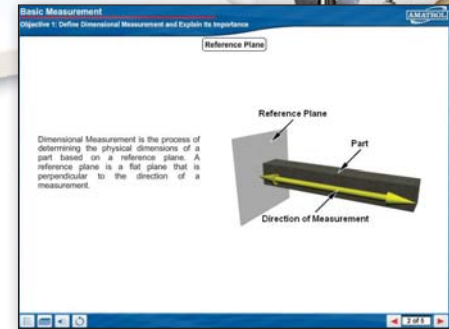 Basic Measurement
Objective 1: Define Dimensional Measurement and Explain Its Importance
AMATROL
Reference Plane
Dimensional Measurement is the process of
determining the physical dimensions of a
part based on a reference plane. A
reference plane is a flat plane that is
perpendicular to the direction of a
measurement.
Reference Plane
Part
Direction of Measurement
2 of 5